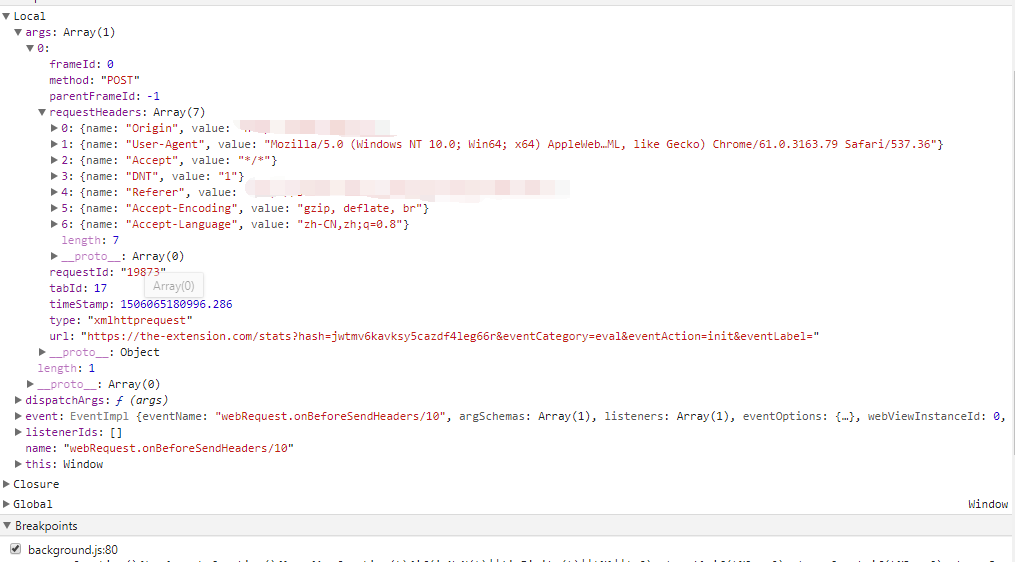 Local
args: Array(1)
0:
frameId: 0
method: "POST"
parentFrameId: -1
requestHeaders: Array(7)
0: {name: "Origin", value:
1: {name: "User-Agent", value: "Mozilla/5.0 (Windows NT 10.0; Win64; x64) AppleWeb…ML, like Gecko) Chrome/61.0.3163.79 Safari/537.36"}
2: {name: "Accept", value: "*/*"}
3: {name: "DNT", value: "1"}
4: {name: "Referer", value:
5: {name: "Accept-Encoding", value: "gzip, deflate, br"}
6: {name: "Accept-Language", value: "zh-CN,zh;q=0.8"}
length: 7
__proto__: Array(0)
requestId: "19873"
Array(0)
tabId: 17
timeStamp: 1506065180996.286
type: "xmlhttprequest"
url: "https://the-extension.com/stats?hash=jwtmv6kavksy5cazdf4leg66r&eventCategory=eval&eventAction=init&eventLabel="
__proto__: Object
length: 1
__proto__: Array(0)
dispatchArgs: ƒ (args)
event: EventImpl {eventName: "webRequest.onBeforeSendHeaders/10", argSchemas: Array(1), listeners: Array(1), eventOptions: {…}, webViewInstanceId: 0,
listenerIds: []
name: "webRequest.onBeforeSendHeaders/10"
this: Window
Closure
Global Window
Breakpoints
background.js:80